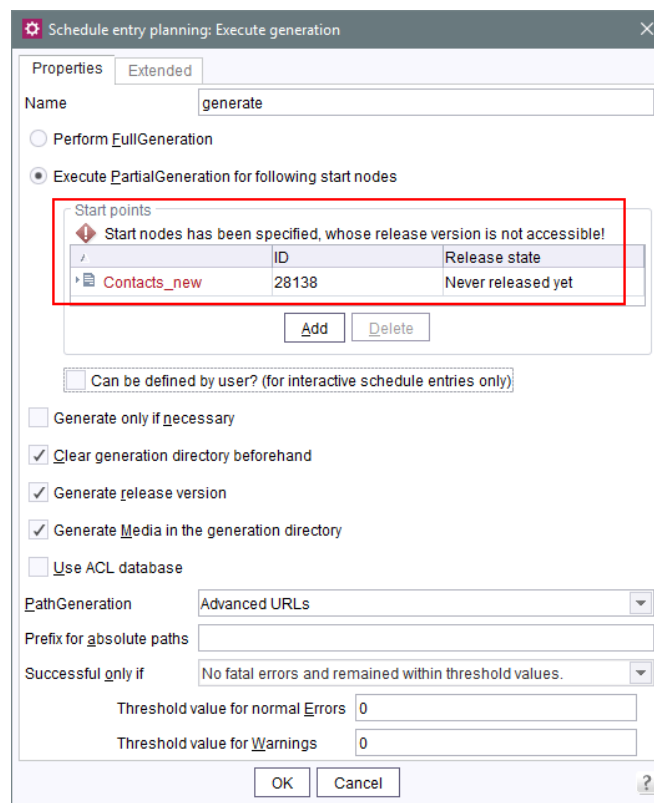 Schedule entry planning: Execute generation
Properties Extended
Name generate
Perform FullGeneration
Execute PartialGeneration for following start nodes
Start points
Start nodes has been specified, whose release version is not accessible!
ID Release state
Contacts_new 28138 Never released yet
Add Delete
Can be defined by user? (for interactive schedule entries only)
Generate only if necessary
Clear generation directory beforehand
Generate release version
Generate Media in the generation directory
Use ACL database
PathGeneration Advanced URLs
Prefix for absolute paths
Successful only if No fatal errors and remained within threshold values.
Threshold value for normal Errors 0
Threshold value for Warnings 0
OK Cancel ?